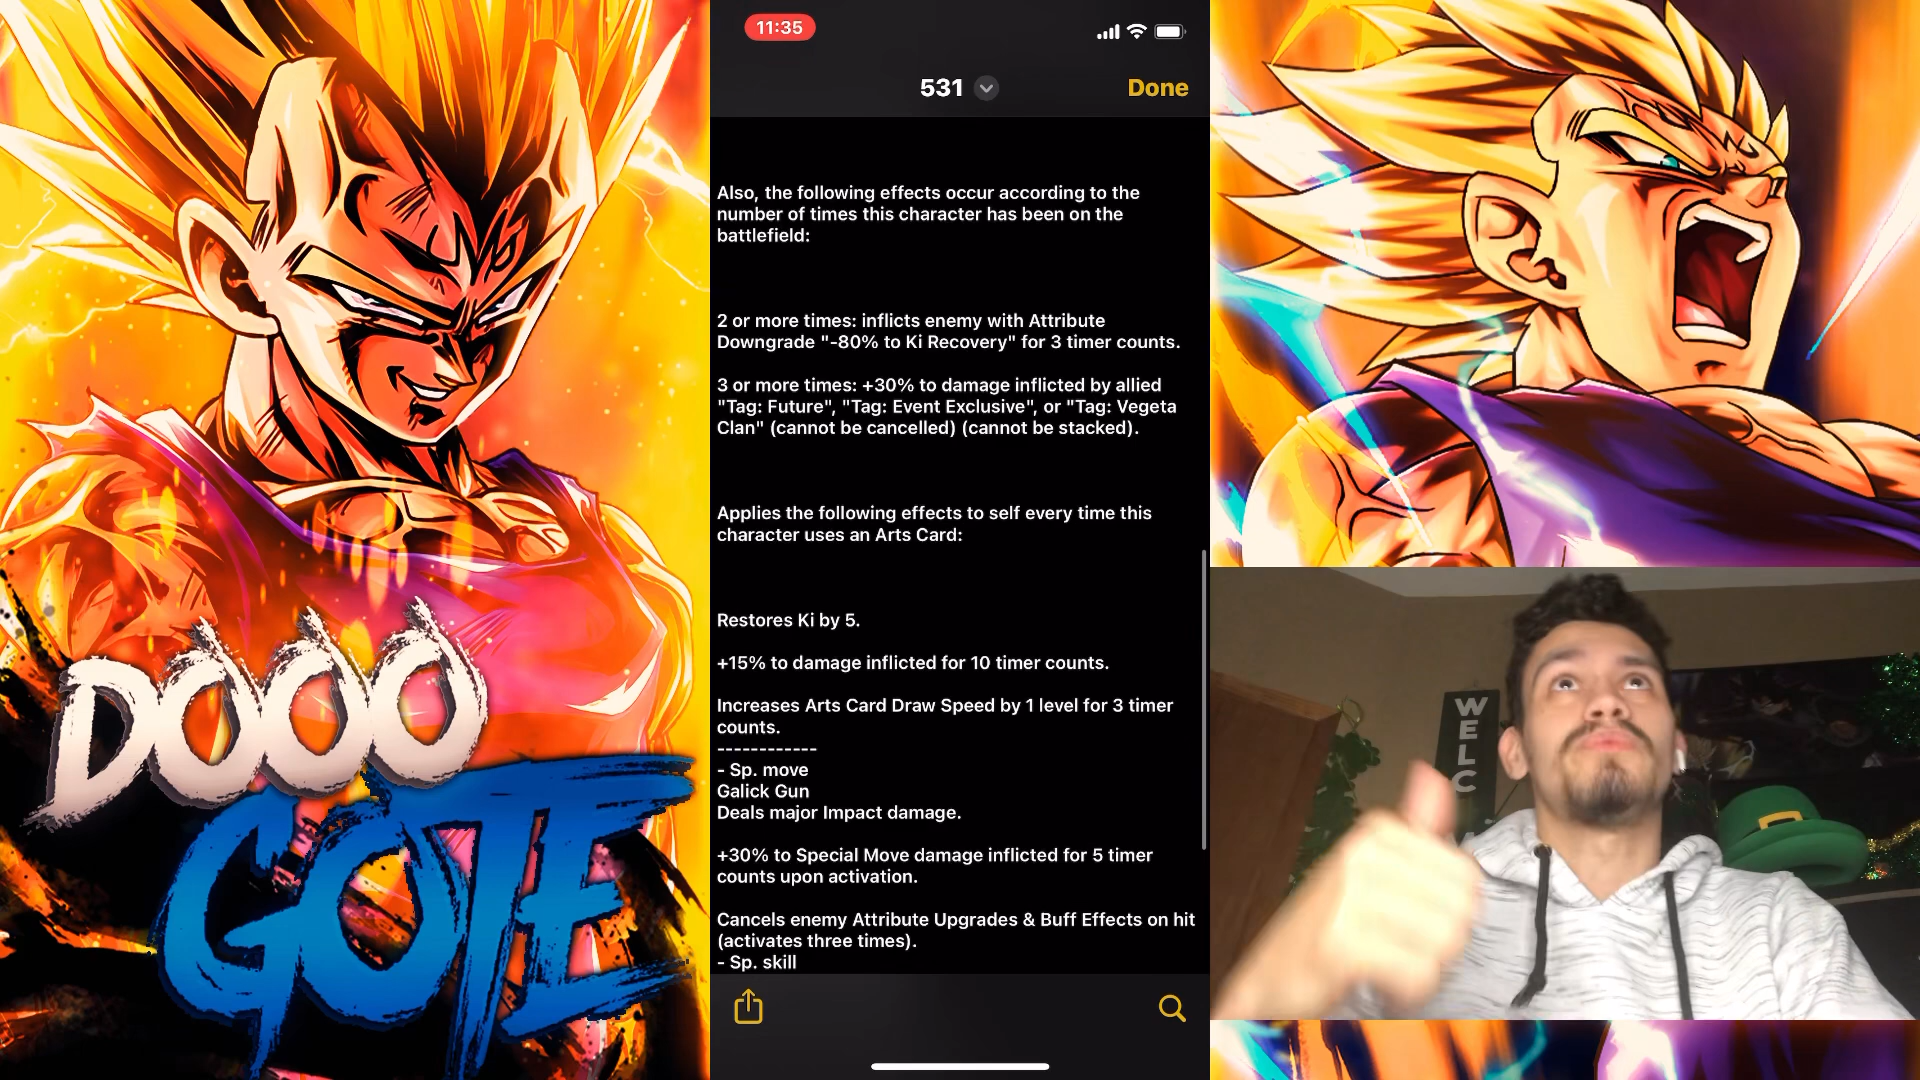 11:35
531
Done
Also, the following effects occur according to the
number of times this character has been on the
battlefield:
2 or more times: inflicts enemy with Attribute
Downgrade "-80% to Ki Recovery" for 3 timer counts.
3 or more times: +30% to damage inflicted by allied
"Tag: Future", "Tag: Event Exclusive", or "Tag: Vegeta
Clan" (cannot be cancelled) (cannot be stacked).
Applies the following effects to self every time this
character uses an Arts Card:
Restores Ki by 5.
+15% to damage inflicted for 10 timer counts.
Increases Arts Card Draw Speed by 1 level for 3 timer
counts.
------------
- Sp. move
Galick Gun
Deals major Impact damage.
+30% to Special Move damage inflicted for 5 timer
counts upon activation.
Cancels enemy Attribute Upgrades & Buff Effects on hit
(activates three times).
- Sp. skill
DOOO
GOTE
WELC